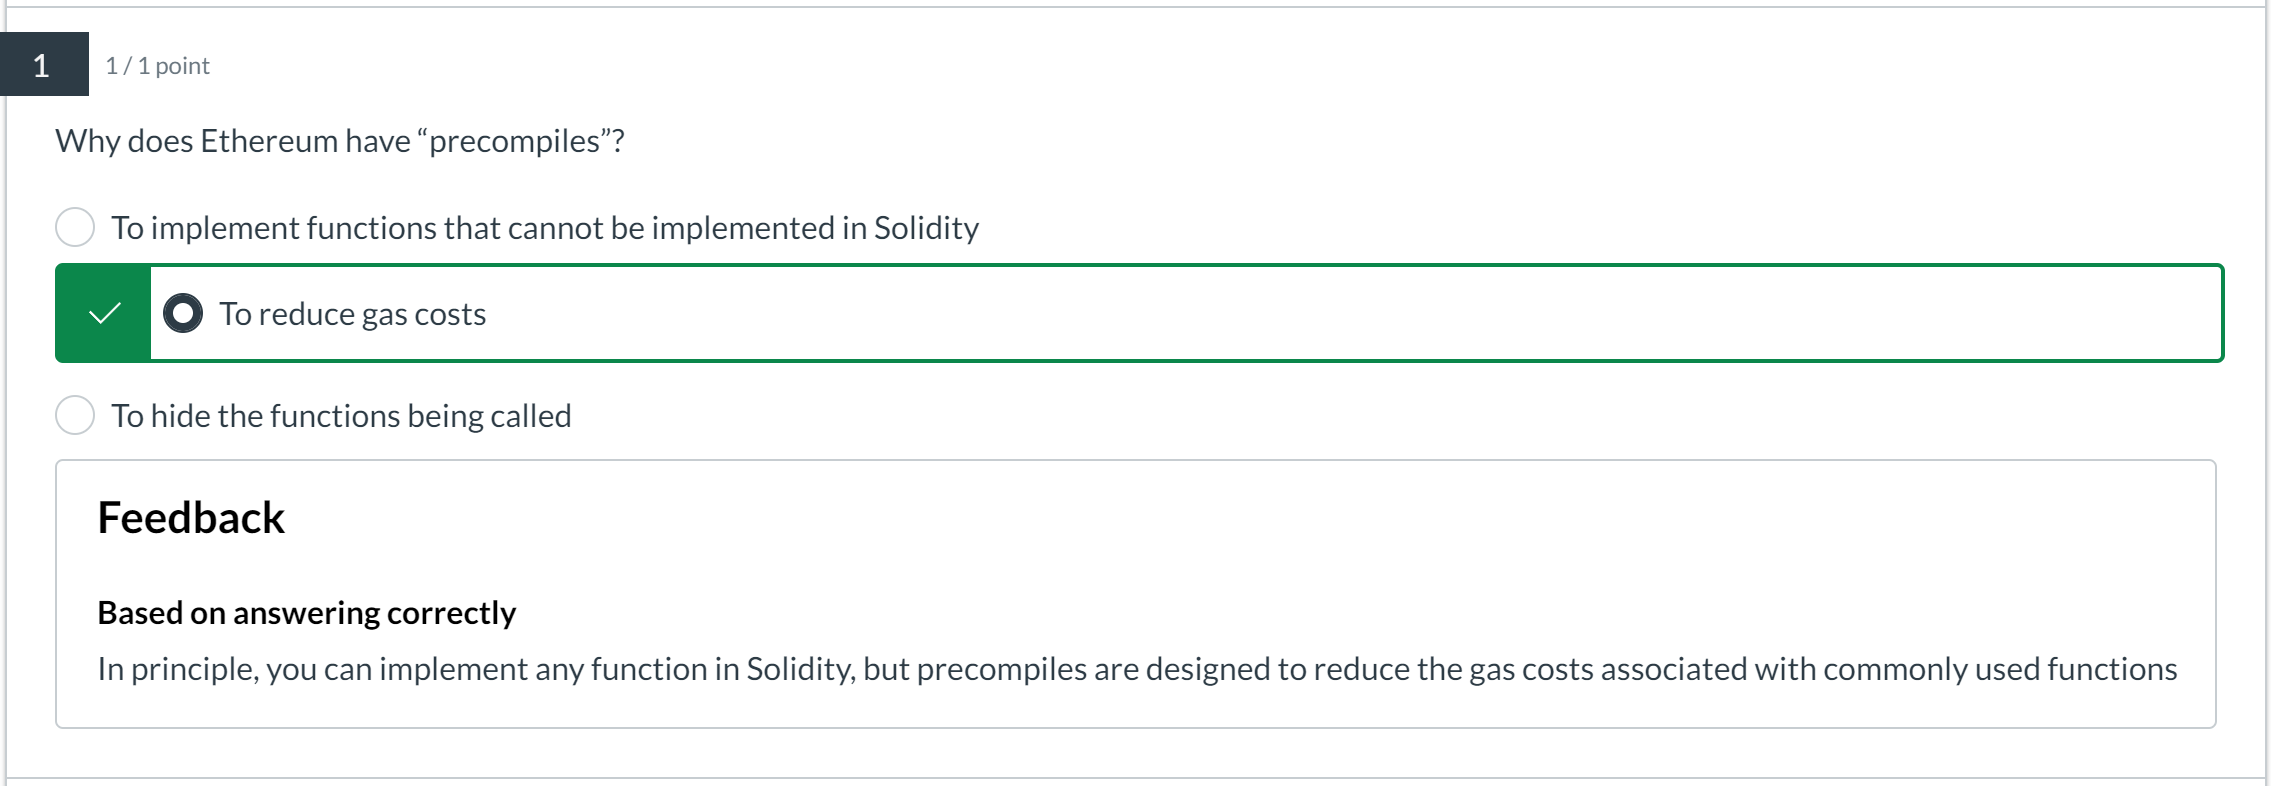 1
1 / 1 point
Why does Ethereum have “precompiles”?
To implement functions that cannot be implemented in Solidity
To reduce gas costs
To hide the functions being called
Feedback
Based on answering correctly
In principle, you can implement any function in Solidity, but precompiles are designed to reduce the gas costs associated with commonly used functions